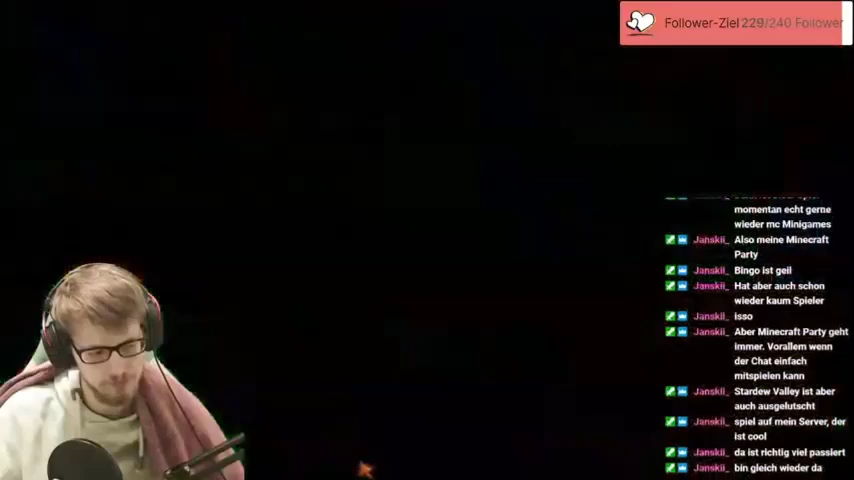 Follower-Ziel 229/240 Follower
momentan echt gerne
wieder mc Minigames
Janskii_ Also meine Minecraft
Party
Janskii_ Bingo ist geil
Janskii_ Hat aber auch schon
wieder kaum Spieler
Janskii_ isso
Janskii_ Aber Minecraft Party geht
immer. Vorallem wenn
der Chat einfach
mitspielen kann
Janskii_ Stardew Valley ist aber
auch ausgelutscht
Janskii_ spiel auf mein Server, der
ist cool
Janskii_ da ist richtig viel passiert
Janskii_ bin gleich wieder da